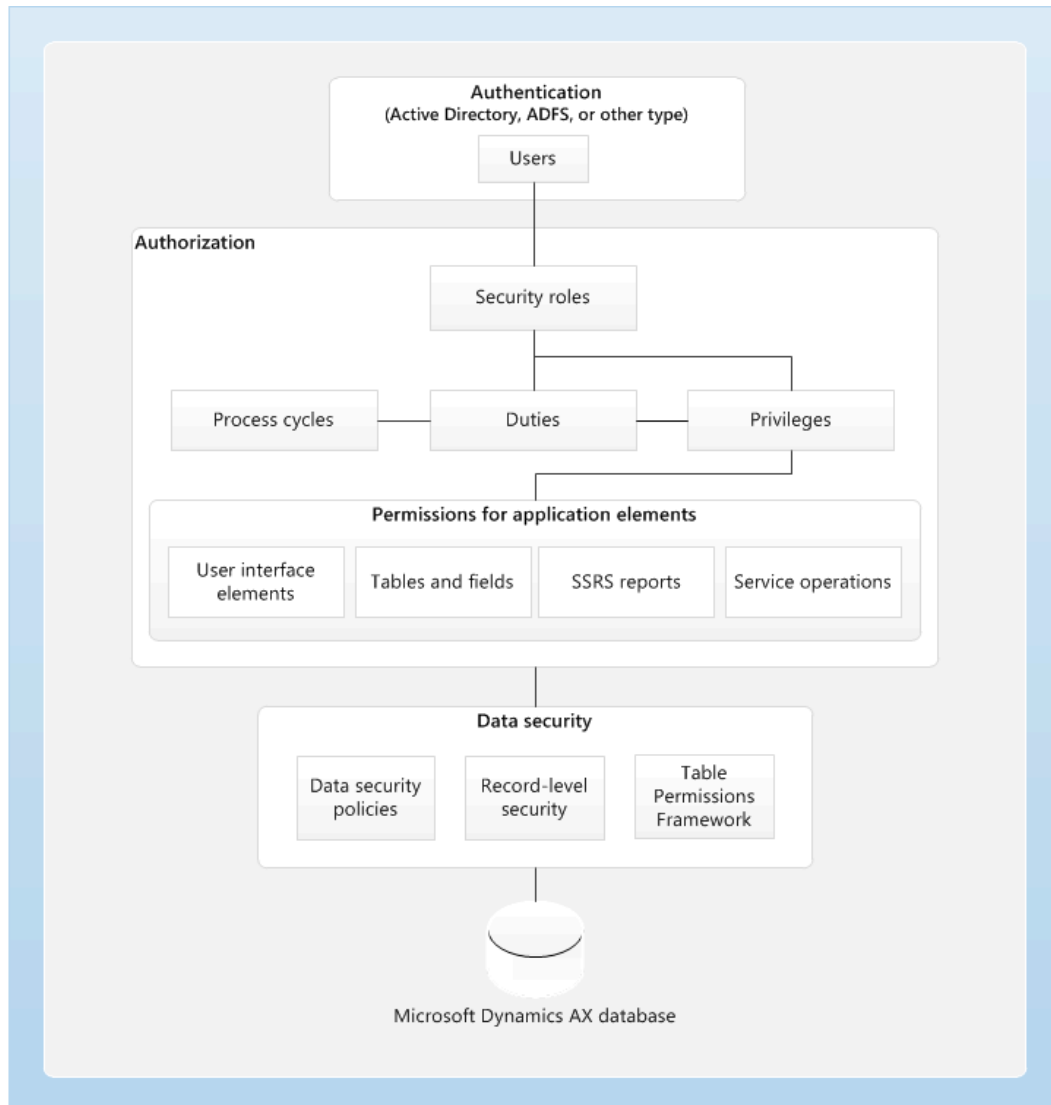 Authentication
(Active Directory, ADFS, or other type)
Users
Authorization
Security roles
Process cycles
Duties
Privileges
Permissions for application elements
User interface
elements
Tables and fields
SSRS reports
Service operations
Data security
Data security
policies
Record-level
security
Table
Permissions
Framework
Microsoft Dynamics AX database